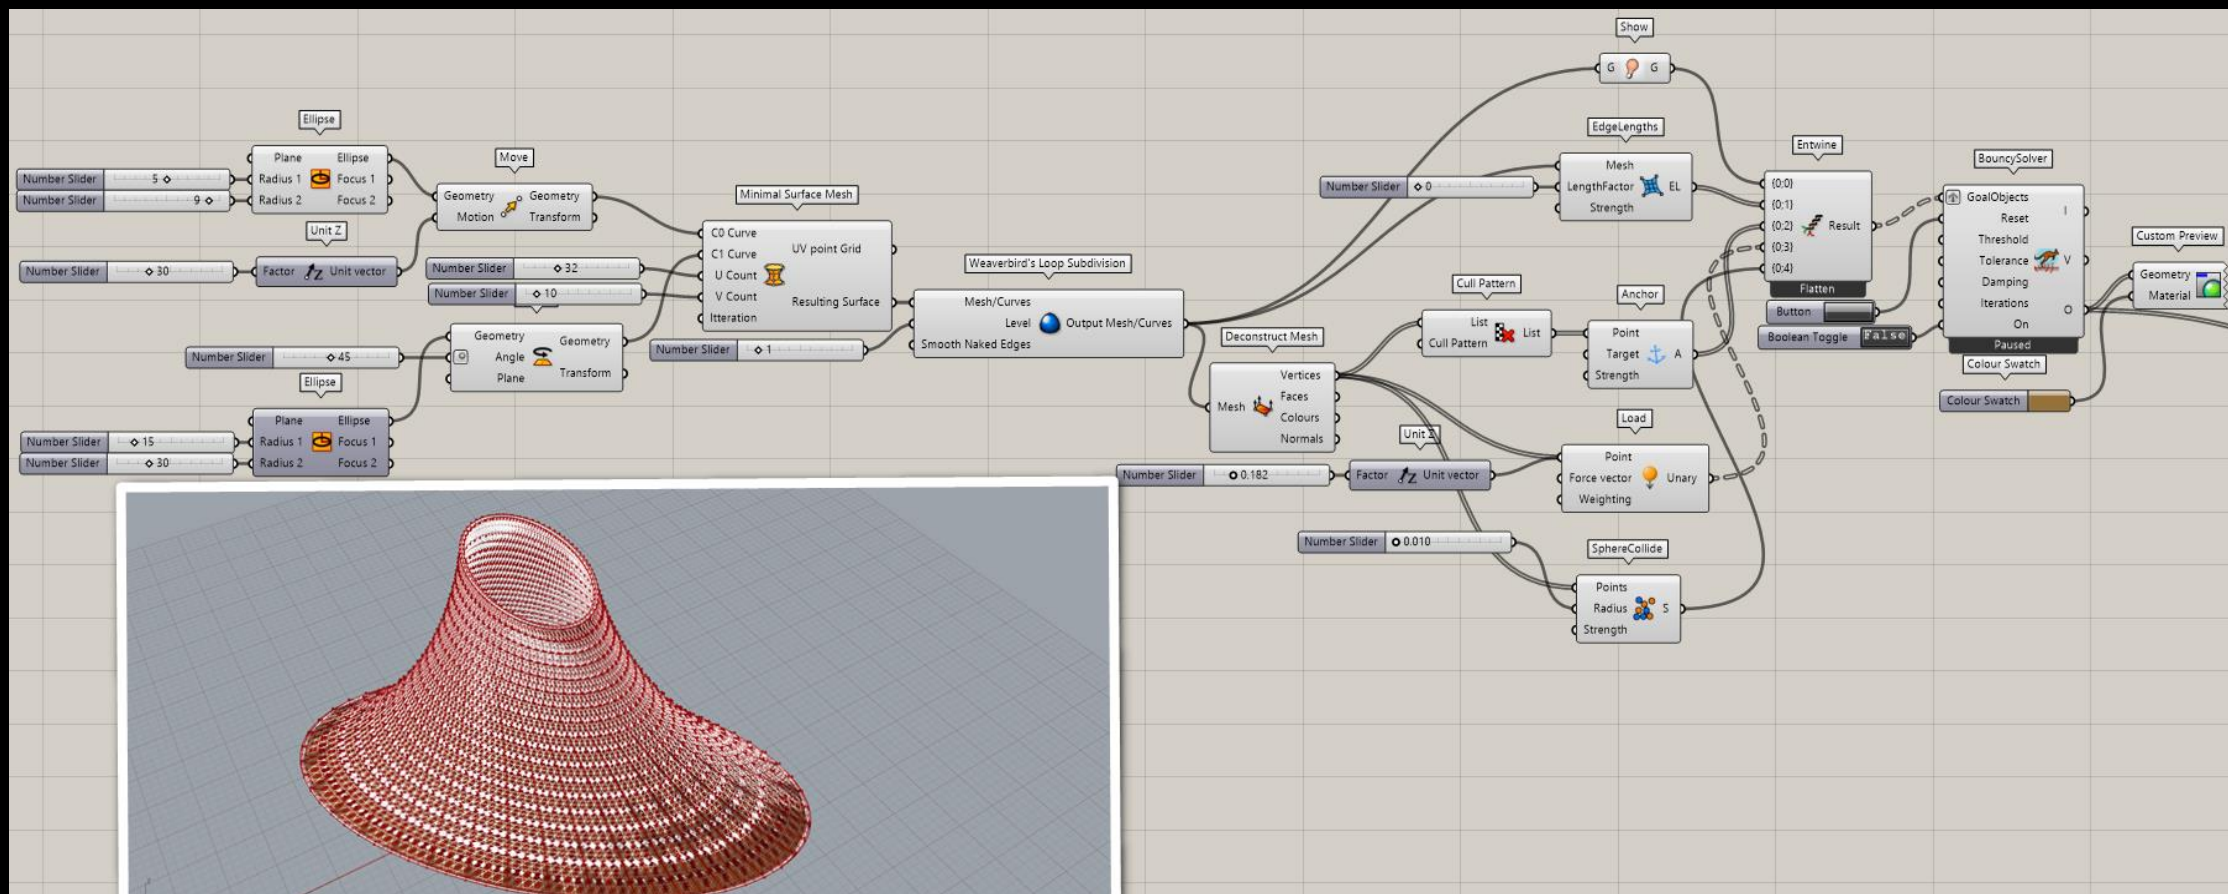 Show
G G
Ellipse
Plane Ellipse
Radius 1 Focus 1
Radius 2 Focus 2
Number Slider 5
Number Slider 9
Unit Z
Number Slider 30
Factor Unit vector
Move
Geometry Geometry
Motion Transform
Number Slider 32
Number Slider 10
Geometry Geometry
Angle
Plane Transform
Number Slider 45
Ellipse
Plane Ellipse
Radius 1 Focus 1
Radius 2 Focus 2
Number Slider 15
Number Slider 30
Minimal Surface Mesh
C0 Curve
C1 Curve UV point Grid
U Count
V Count Resulting Surface
Itteration
Number Slider 1
Weaverbird's Loop Subdivision
Mesh/Curves
Level Output Mesh/Curves
Smooth Naked Edges
EdgeLengths
Mesh
LengthFactor EL
Strength
Number Slider 0
Cull Pattern
List List
Cull Pattern
Deconstruct Mesh
Mesh Vertices
Faces
Colours
Normals
Anchor
Point
Target A
Strength
Unit Z
Number Slider 0.182
Factor Unit vector
Load
Point
Force vector Unary
Weighting
Number Slider 0.010
SphereCollide
Points
Radius S
Strength
Entwine
{0;0}
{0;1}
{0;2} Result
{0;3}
{0;4}
Flatten
Button
Boolean Toggle False
BouncySolver
GoalObjects I
Reset
Threshold
Tolerance V
Damping
Iterations O
On
Paused
Colour Swatch
Colour Swatch
Custom Preview
Geometry
Material